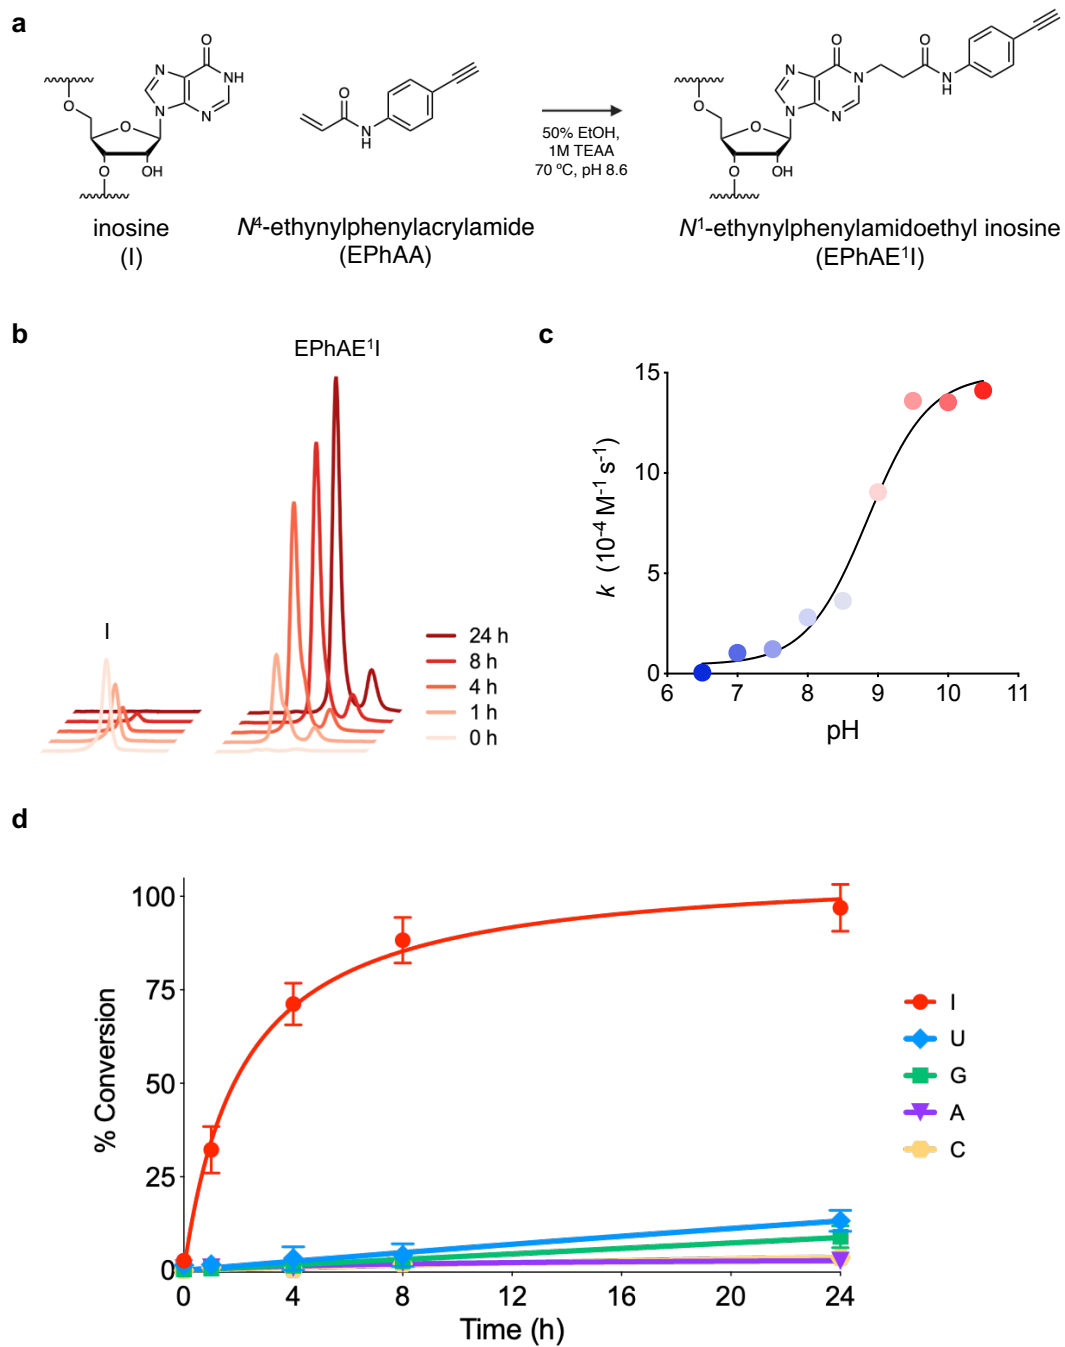 a
O
N
NH
N
N
O
O
O
OH
O
N
H
50% EtOH,
1M TEAA
70 ºC, pH 8.6
O
N
N
N
N
O
O
O
OH
O
N
H
inosine
(I)
N⁴-ethynylphenylacrylamide
(EPhAA)
N¹-ethynylphenylamidoethyl inosine
(EPhAE¹I)
b
EPhAE¹I
I
24 h
8 h
4 h
1 h
0 h
c
15
10
5
0
k (10⁻⁴ M⁻¹ s⁻¹)
6 7 8 9 10 11
pH
d
100
75
50
25
0
% Conversion
0 4 8 12 16 20 24
Time (h)
I
U
G
A
C